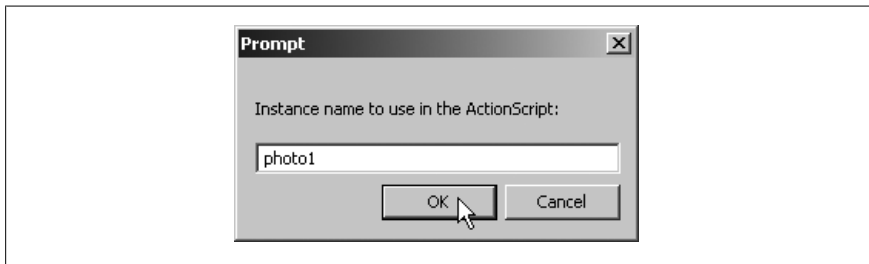 Prompt
Instance name to use in the ActionScript:
photo1
OK
Cancel